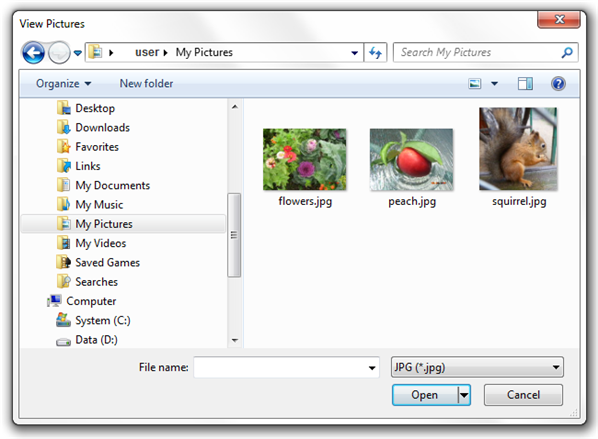 View Pictures
user My Pictures
Search My Pictures
Organize
New folder
Desktop
Downloads
Favorites
Links
My Documents
My Music
My Pictures
My Videos
Saved Games
Searches
Computer
System (C:)
Data (D:)
flowers.jpg
peach.jpg
squirrel.jpg
File name:
JPG (*.jpg)
Open
Cancel